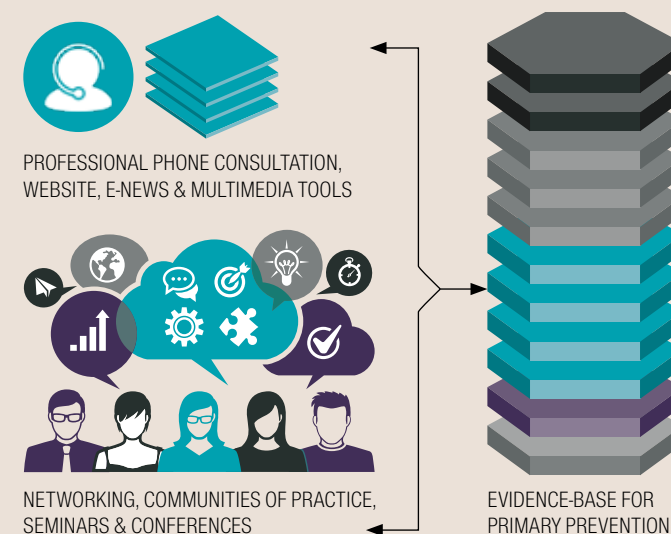 PROFESSIONAL PHONE CONSULTATION,
WEBSITE, E-NEWS & MULTIMEDIA TOOLS
NETWORKING, COMMUNITIES OF PRACTICE,
SEMINARS & CONFERENCES
EVIDENCE-BASE FOR
PRIMARY PREVENTION